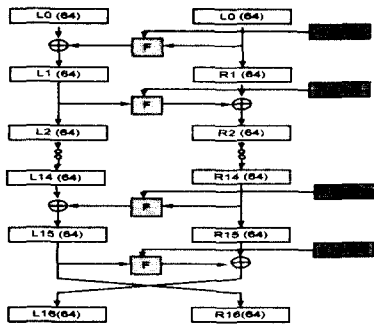 L0 (64) L0 (64)
F
L1 (64) R1 (64)
F
L2 (64) R2 (64)
L14 (64) R14 (64)
F
L15 (64) R15 (64)
F
L16(64) R16(64)